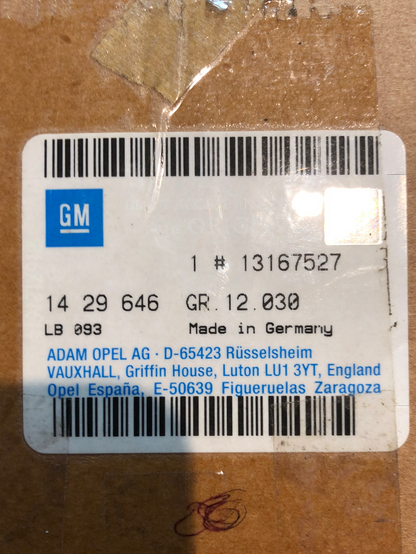 GM
1 # 13167527
14 29 646 GR.12.030
LB 093 Made in Germany
ADAM OPEL AG · D-65423 Rüsselsheim
VAUXHALL, Griffin House, Luton LU1 3YT, England
Opel España, E-50639 Figueruelas Zaragoza